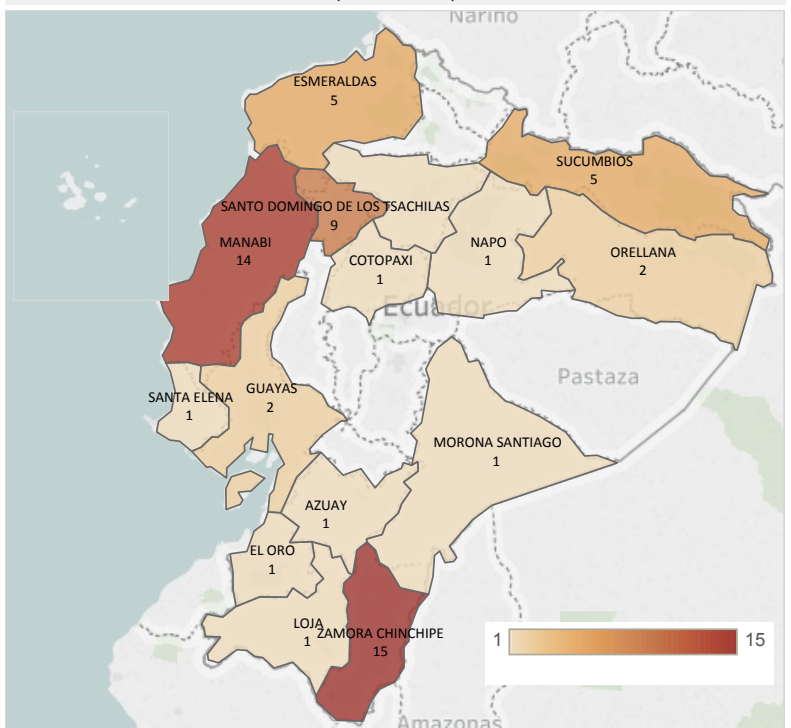 Nariño
ESMERALDAS
5
SUCUMBIOS
5
SANTO DOMINGO DE LOS TSACHILAS
9
MANABI
14
COTOPAXI
1
NAPO
1
ORELLANA
2
Ecuador
Pastaza
SANTA ELENA
1
GUAYAS
2
MORONA SANTIAGO
1
AZUAY
1
EL ORO
1
LOJA
1
ZAMORA CHINCHIPE
15
1 15
Amazonas